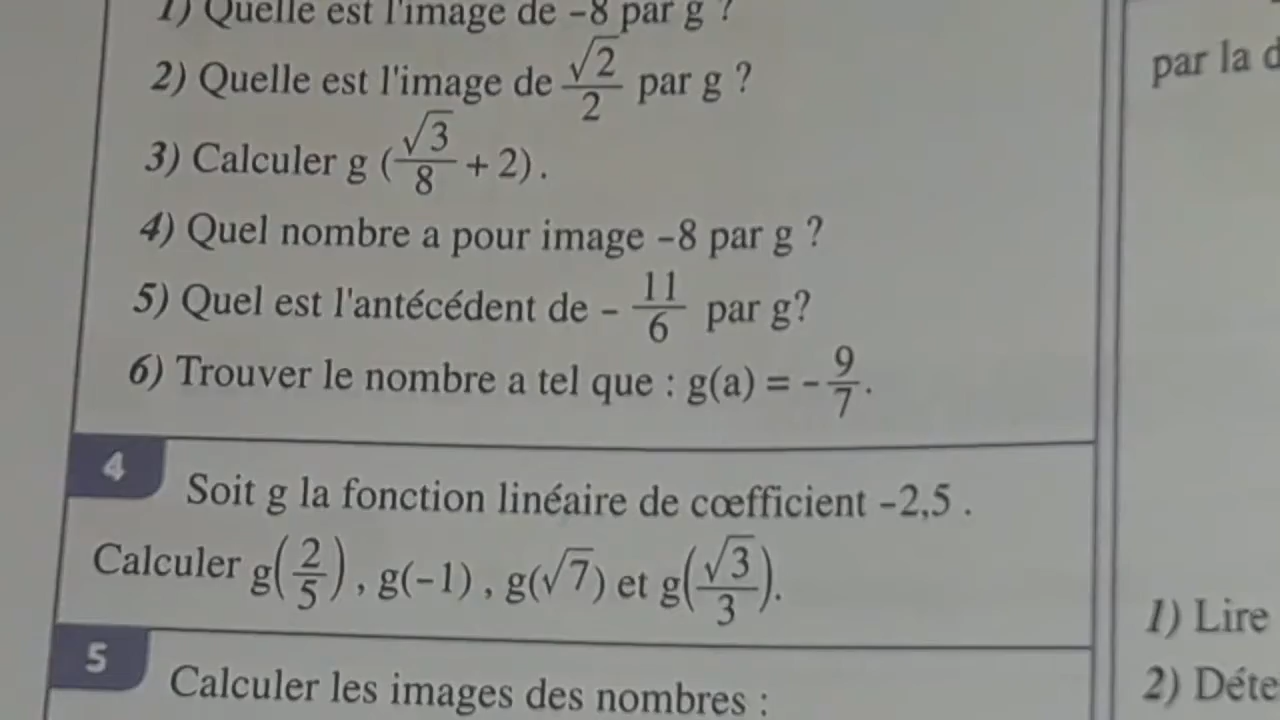 1) Quelle est l'image de −8 par g ?
2) Quelle est l'image de √2/2 par g ?
3) Calculer g (√3/8 + 2).
4) Quel nombre a pour image −8 par g ?
5) Quel est l'antécédent de − 11/6 par g?
6) Trouver le nombre a tel que : g(a) = − 9/7.
4
Soit g la fonction linéaire de cœfficient −2,5 .
Calculer g(2/5) , g(−1) , g(√7) et g(√3/3).
5
Calculer les images des nombres :
par la
1) Lire
2)